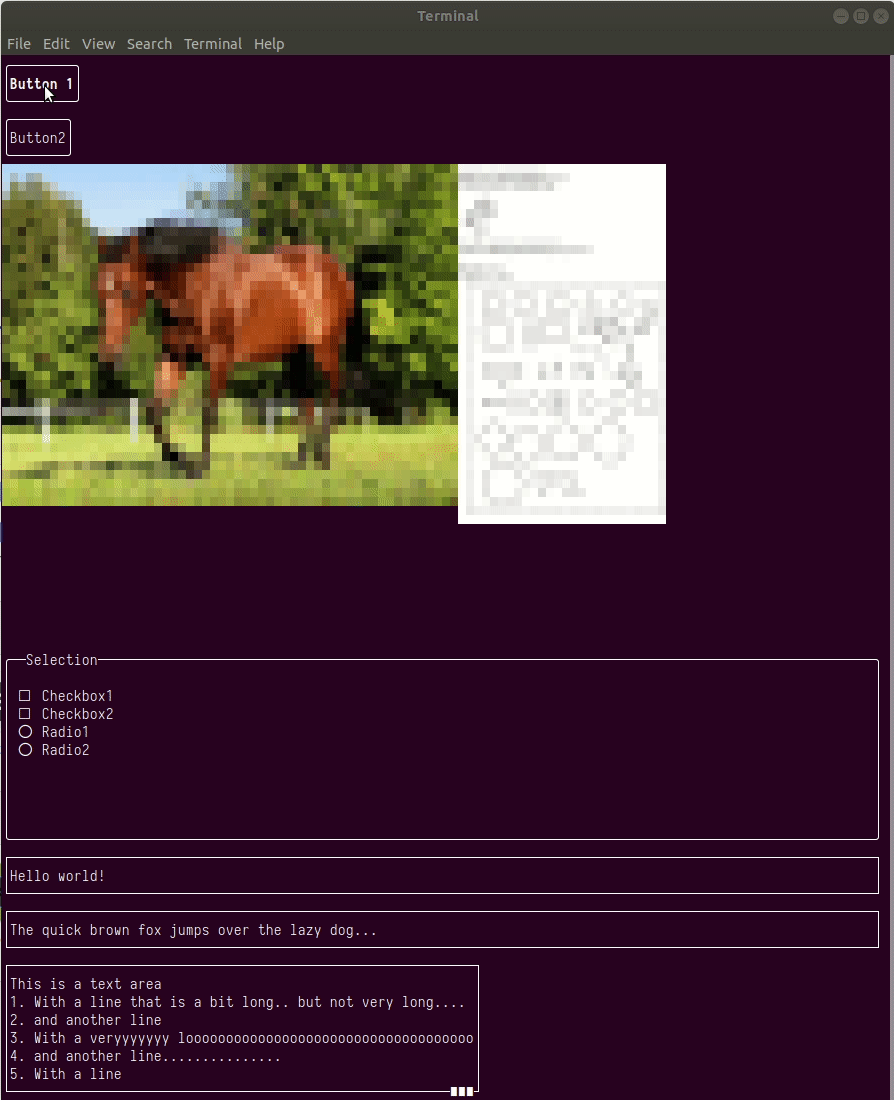 Terminal
File Edit View Search Terminal Help
Button 1
Button2
Selection
Checkbox1
Checkbox2
Radio1
Radio2
Hello world!
The quick brown fox jumps over the lazy dog...
This is a text area
1. With a line that is a bit long.. but not very long....
2. and another line
3. With a veryyyyyyy looooooooooooooooooooooooooooooooooo
4. and another line...............
5. With a line